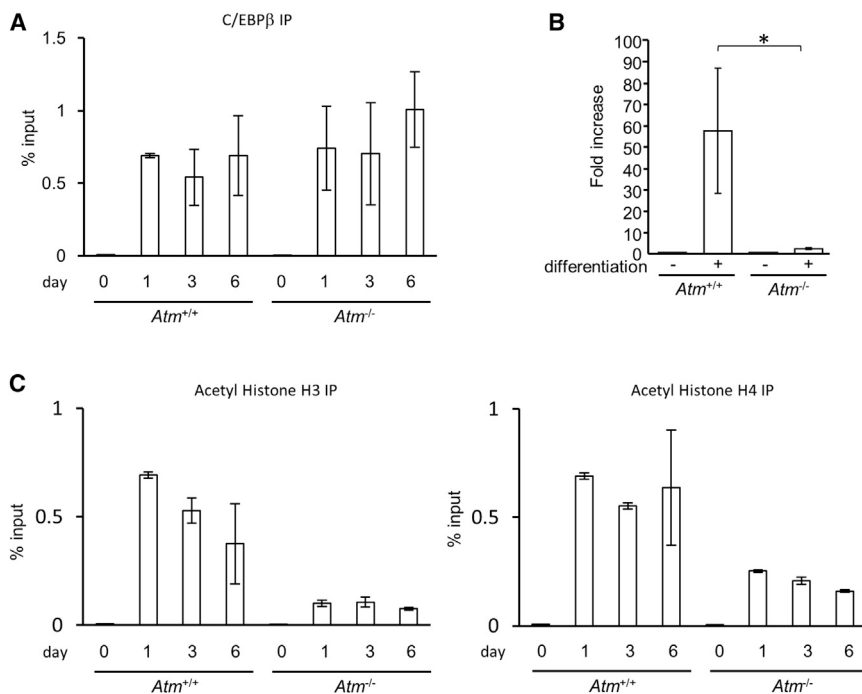 A
C/EBPβ IP
% input
1.5
1
0.5
0
day 0 1 3 6 0 1 3 6
Atm+/+ Atm-/-
B
*
Fold increase
100
90
80
70
60
50
40
30
20
10
0
differentiation - + - +
Atm+/+ Atm-/-
C
Acetyl Histone H3 IP
% input
1
0.5
0
day 0 1 3 6 0 1 3 6
Atm+/+ Atm-/-
Acetyl Histone H4 IP
% input
1
0.5
0
day 0 1 3 6 0 1 3 6
Atm+/+ Atm-/-